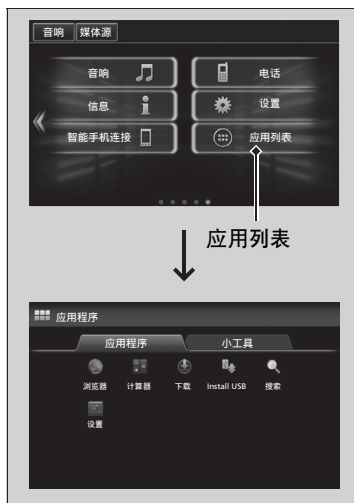 音响 媒体源
音响 电话
信息 设置
智能手机连接 应用列表
应用列表
应用程序
应用程序 小工具
浏览器 计算器 下载 Install USB 搜索
设置